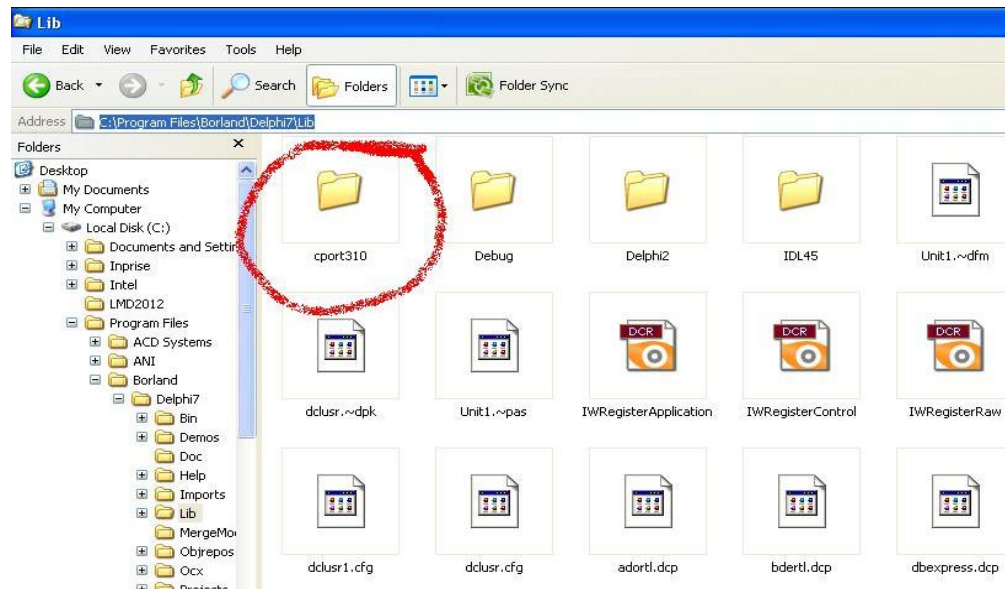 Lib
File Edit View Favorites Tools Help
Back Search Folders Folder Sync
Address C:\Program Files\Borland\Delphi7\Lib
Folders x
Desktop
My Documents
My Computer
Local Disk (C:)
Documents and Settin
Inprise
Intel
LMD2012
Program Files
ACD Systems
ANI
Borland
Delphi7
Bin
Demos
Doc
Help
Imports
Lib
MergeMo
Objrepos
Ocx
Projects
cport310 Debug Delphi2 IDL45 Unit1.~dfm
DCR DCR DCR
dclusr.~dpk Unit1.~pas IWRegisterApplication IWRegisterControl IWRegisterRaw
dclusr1.cfg dclusr.cfg adortl.dcp bdertl.dcp dbexpress.dcp